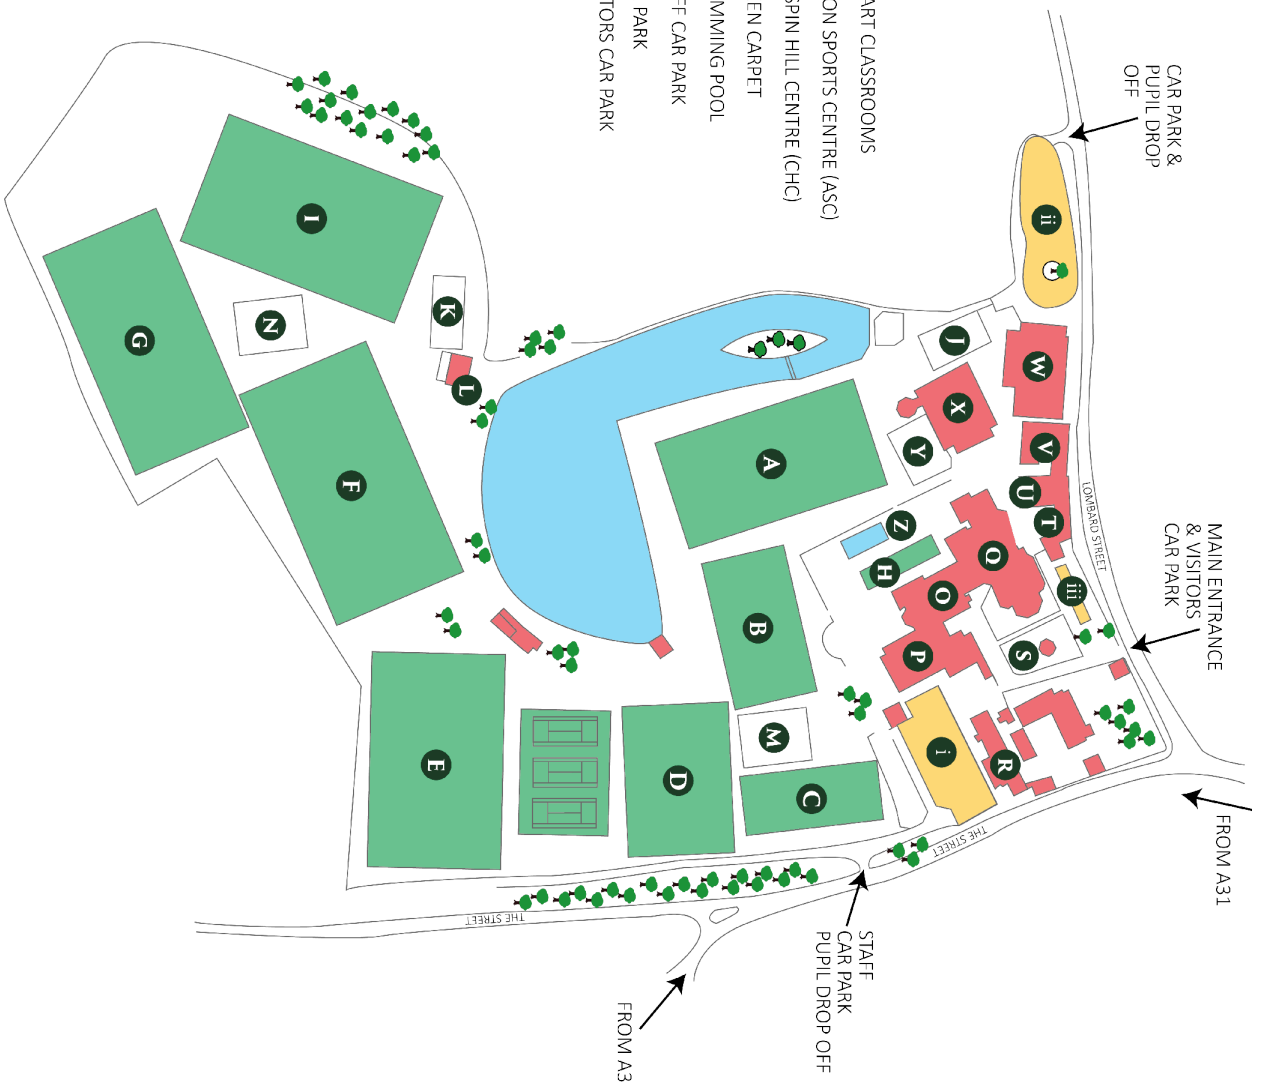 ART CLASSROOMS
ON SPORTS CENTRE (ASC)
SPIN HILL CENTRE (CHC)
EN CARPET
MMING POOL
FF CAR PARK
PARK
TORS CAR PARK
CAR PARK &
PUPIL DROP
OFF
MAIN ENTRANCE
& VISITORS
CAR PARK
FROM A31
STAFF
CAR PARK
PUPIL DROP OFF
FROM A3
LOMBARD STREET
THE STREET
THE STREET
ii
W
J
X
V
Y
U
T
Z
Q
iii
H
O
S
P
i
R
A
B
M
C
D
E
F
G
I
N
K
L